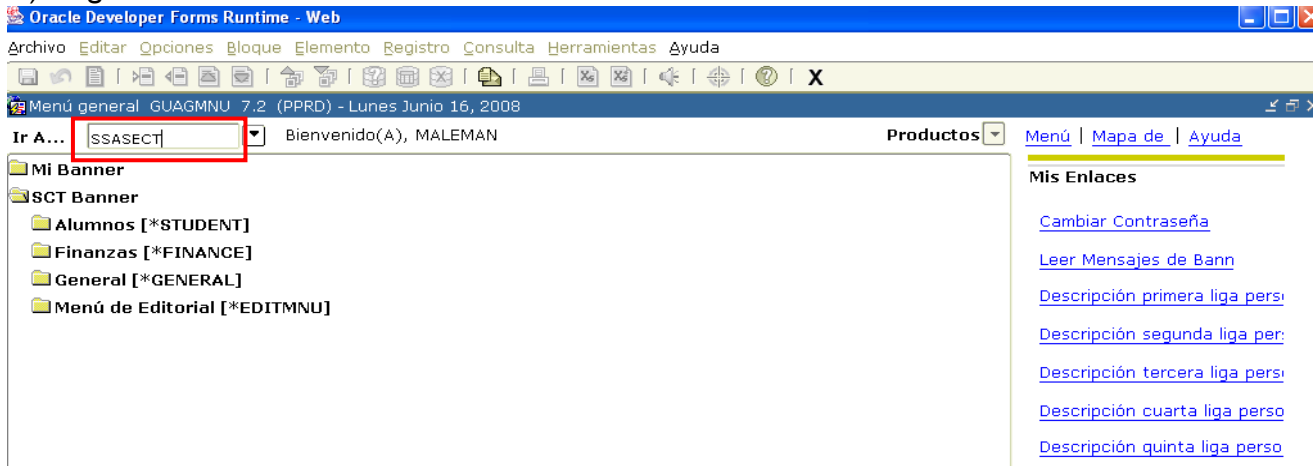 Oracle Developer Forms Runtime - Web
Archivo Editar Opciones Bloque Elemento Registro Consulta Herramientas Ayuda
X
Menú general GUAGMNU 7.2 (PPRD) - Lunes Junio 16, 2008
Ir A... SSASECT Bienvenido(A), MALEMAN Productos Menú | Mapa de | Ayuda
Mi Banner
SCT Banner
Alumnos [*STUDENT]
Finanzas [*FINANCE]
General [*GENERAL]
Menú de Editorial [*EDITMNU]
Mis Enlaces
Cambiar Contraseña
Leer Mensajes de Bann
Descripción primera liga pers
Descripción segunda liga per
Descripción tercera liga pers
Descripción cuarta liga perso
Descripción quinta liga perso